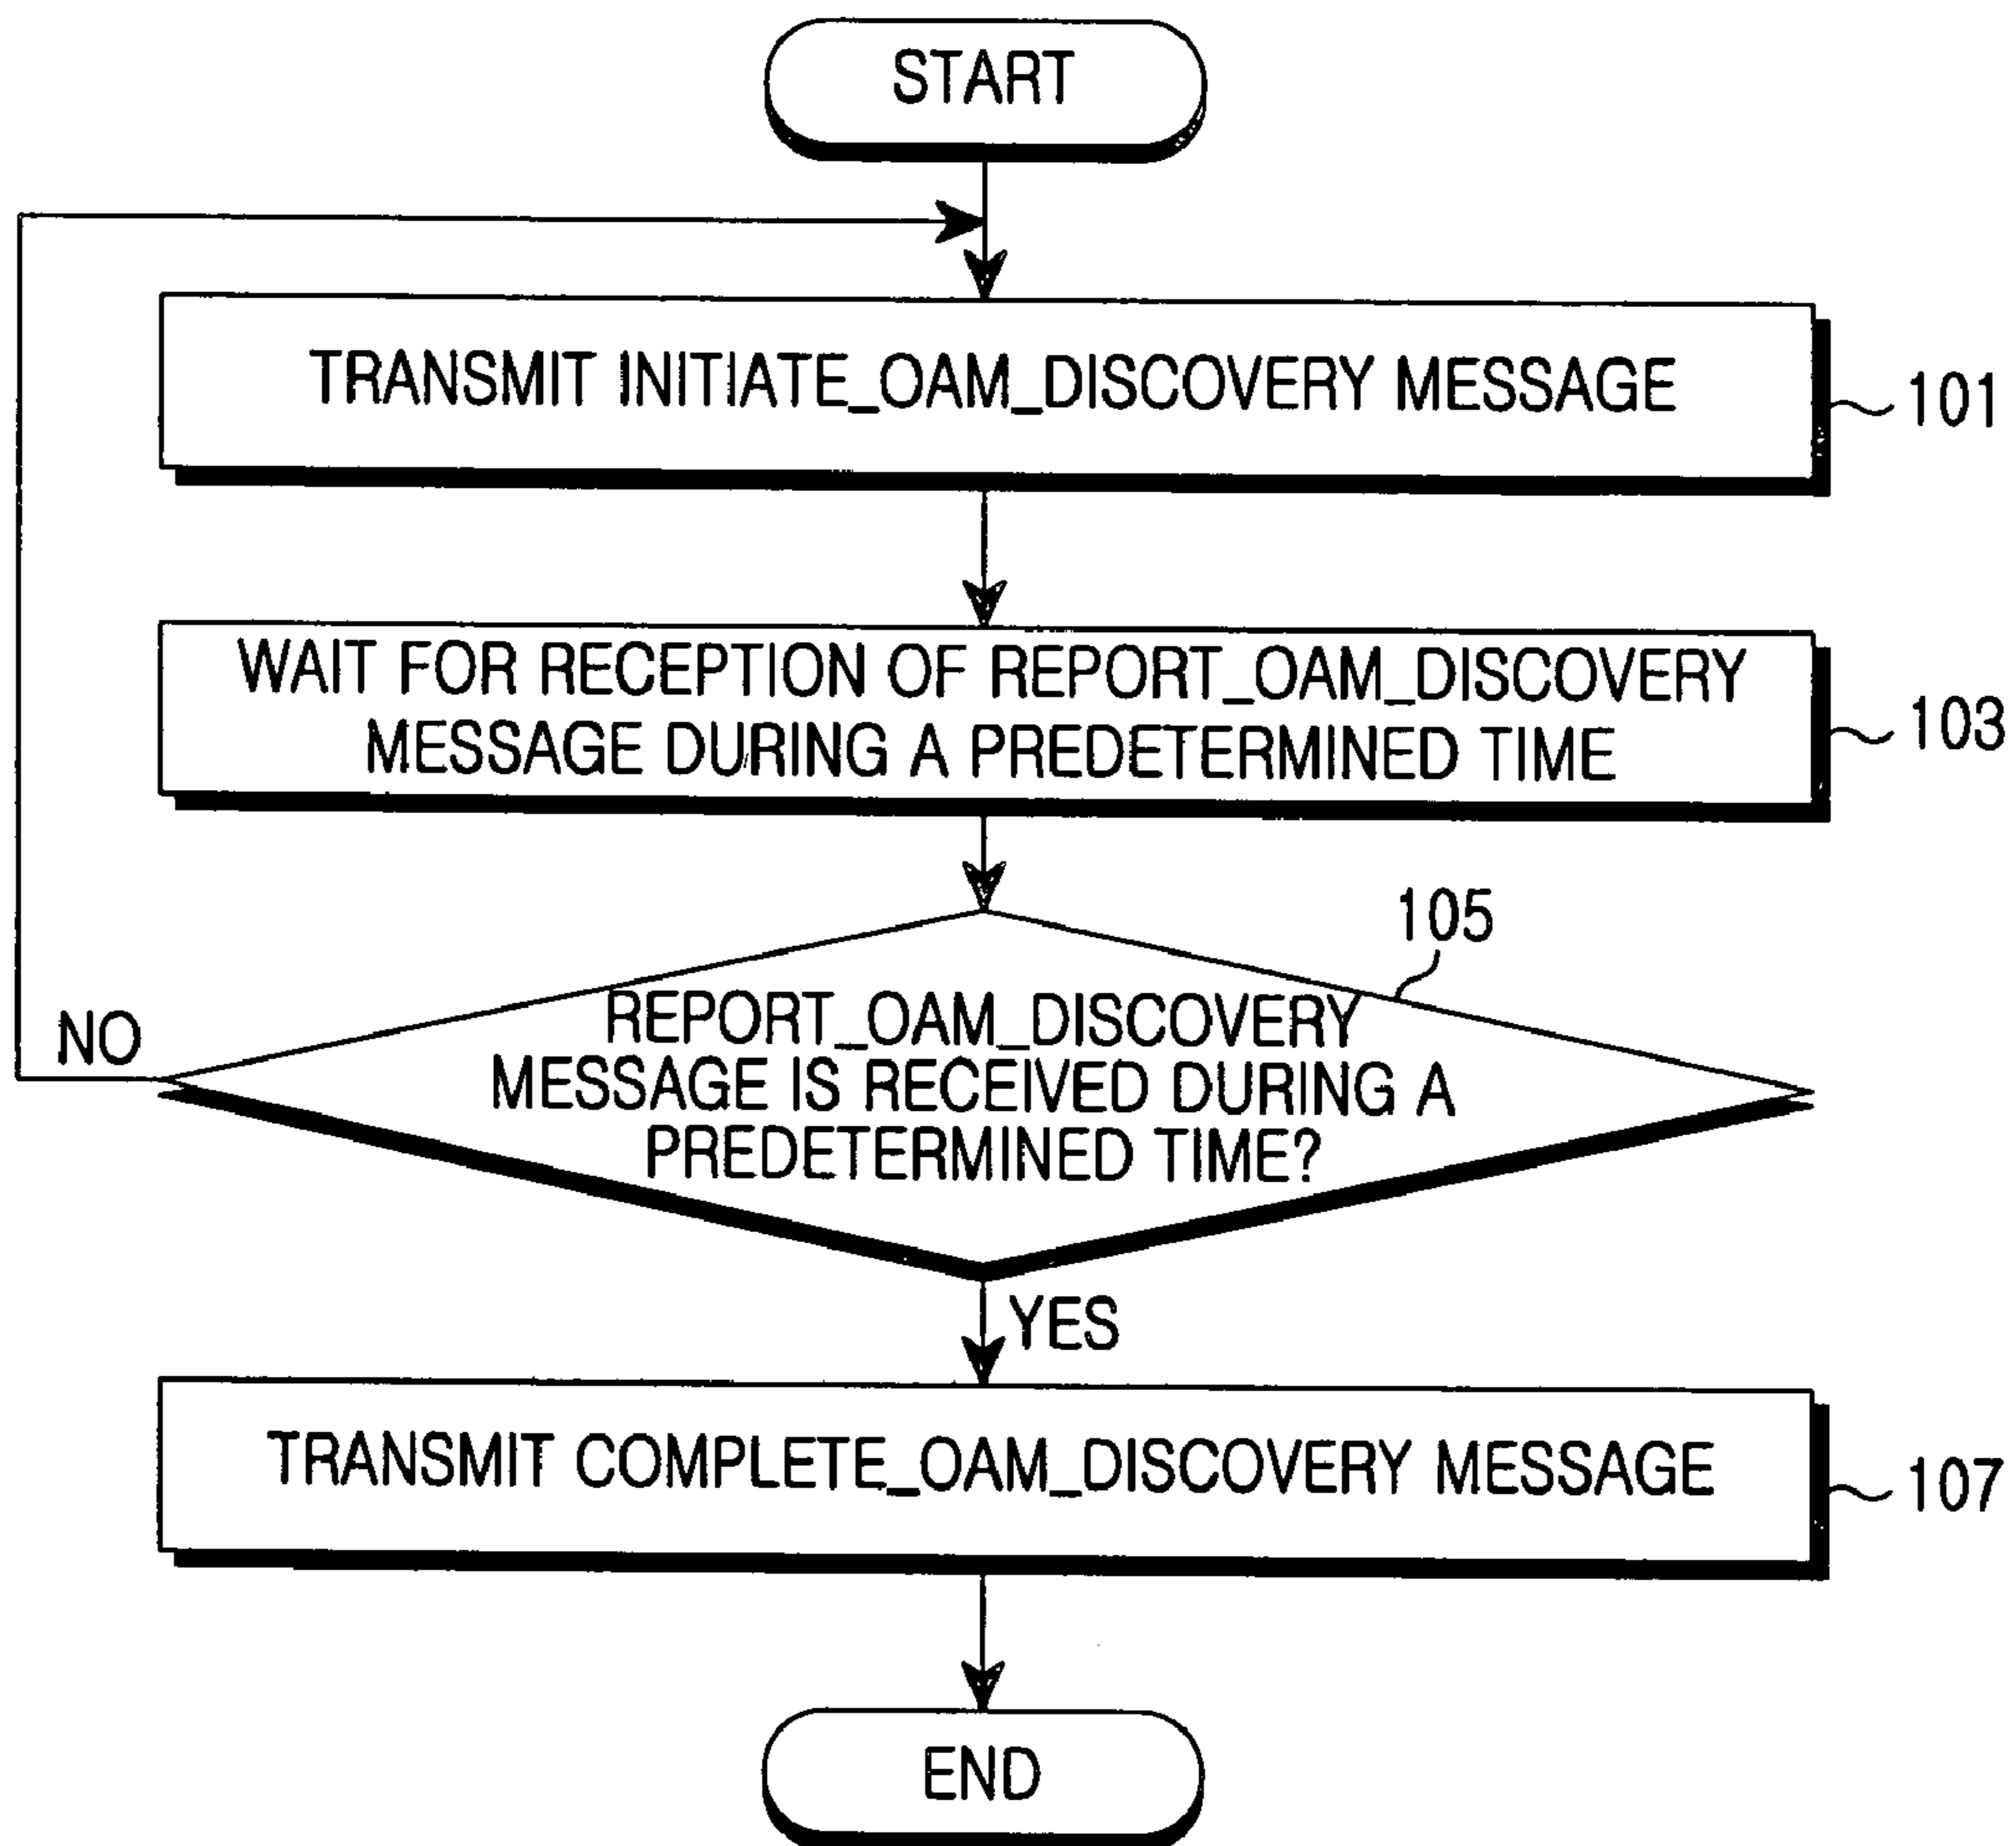 START
TRANSMIT INITIATE_OAM_DISCOVERY MESSAGE
101
WAIT FOR RECEPTION OF REPORT_OAM_DISCOVERY
MESSAGE DURING A PREDETERMINED TIME
103
105
REPORT_OAM_DISCOVERY
MESSAGE IS RECEIVED DURING A
PREDETERMINED TIME?
NO
YES
TRANSMIT COMPLETE_OAM_DISCOVERY MESSAGE
107
END